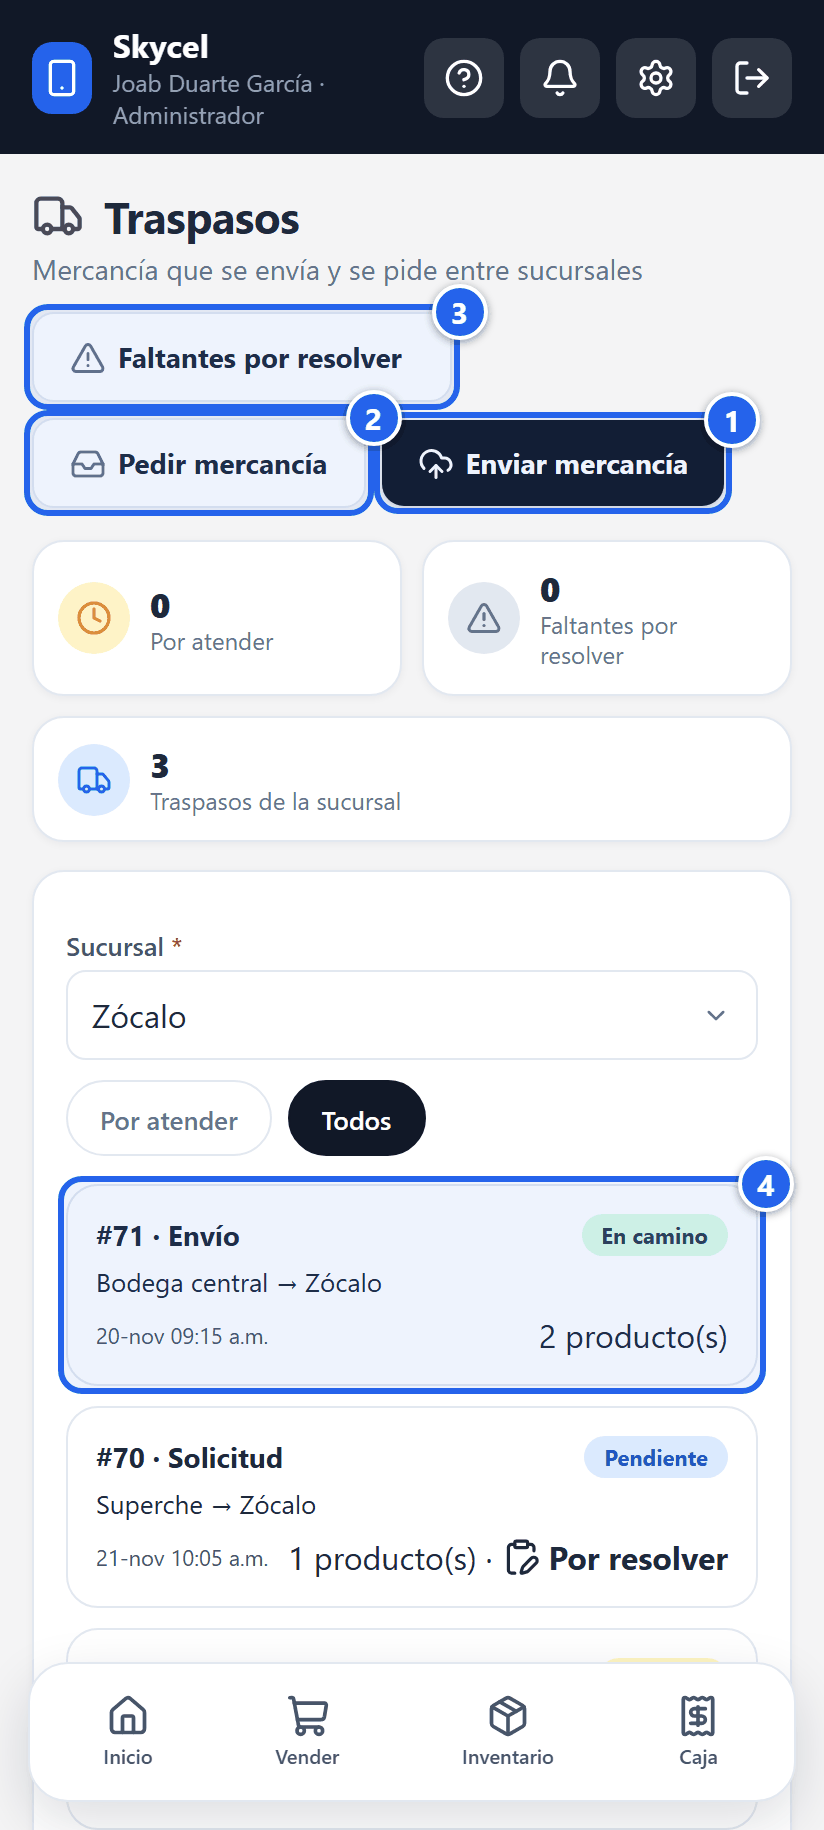 Skycel
Joab Duarte García ·
Administrador
Traspasos
Mercancía que se envía y se pide entre sucursales
3
Faltantes por resolver
2
1
Pedir mercancía
Enviar mercancía
0
Por atender
0
Faltantes por
resolver
3
Traspasos de la sucursal
Sucursal *
Zócalo
Por atender
Todos
4
#71 · Envío
En camino
Bodega central → Zócalo
20-nov 09:15 a.m.
2 producto(s)
#70 · Solicitud
Pendiente
Superche → Zócalo
21-nov 10:05 a.m.
1 producto(s) · Por resolver
Inicio
Vender
Inventario
Caja